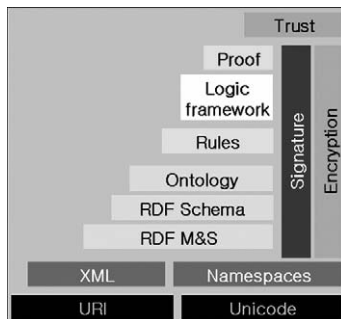 Trust
Proof
Logic
framework
Rules
Ontology
RDF Schema
RDF M&S
Signature
Encryption
XML
Namespaces
URI
Unicode